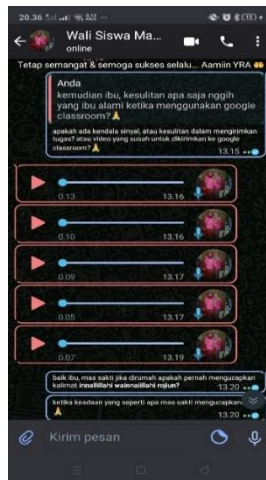 20.36
Wali Siswa Ma...
online
Tetap semangat & semoga sukses selalu... Aamiin YRA
Anda
kemudian ibu, kesulitan apa saja nggih
yang ibu alami ketika menggunakan google
classroom?
apakah ada kendala sinyal, atau kesulitan dalam mengirimkan
tugas? atau video yang susah untuk dikirimkan ke google
classroom?
13.15
0.13 13.16
0.10 13.16
0.09 13.17
0.05 13.17
0.07 13.19
baik ibu, mas sakti jika dirumah apakah pernah mengucapkan
kalimat innalillahi wainnailllahi rojiun?
13.20
ketika keadaan yang seperti apa mas sakti mengucapkan
13.20
Kirim pesan